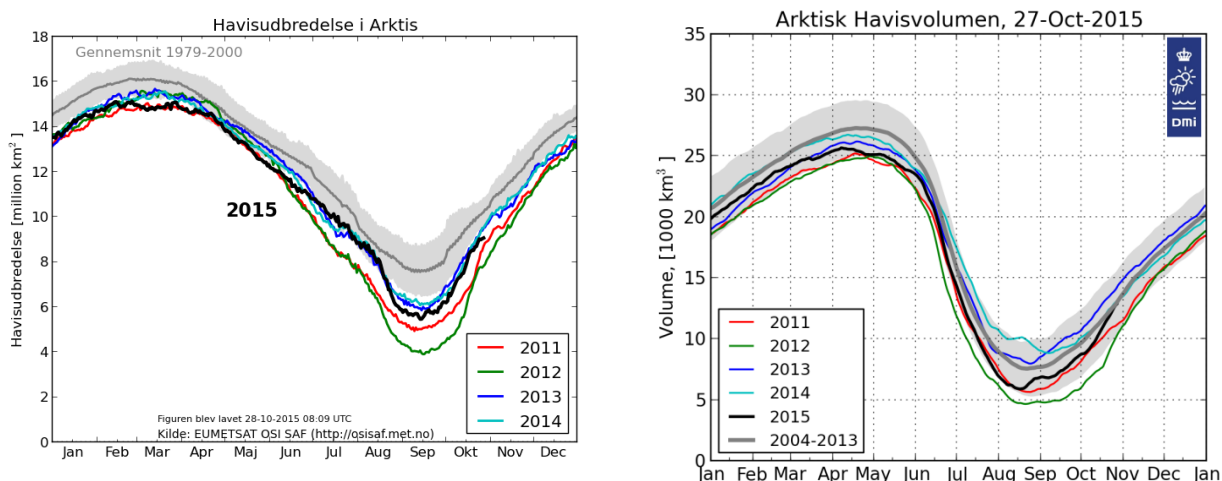 Havisudbredelse i Arktis
Gennemsnit 1979-2000
Havisudbredelse [million km²]
18
16
14
12
10
8
6
4
2
0
2015
2011
2012
2013
2014
Figuren blev lavet 28-10-2015 08:09 UTC
Kilde: EUMETSAT OSI SAF (http://osisaf.met.no)
Jan Feb Mar Apr Maj Jun Jul Aug Sep Okt Nov Dec
Arktisk Havisvolumen, 27-Oct-2015
DMi
Volume, [1000 km³]
35
30
25
20
15
10
5
0
2011
2012
2013
2014
2015
2004-2013
Jan Feb Mar Apr May Jun Jul Aug Sep Oct Nov Dec Jan